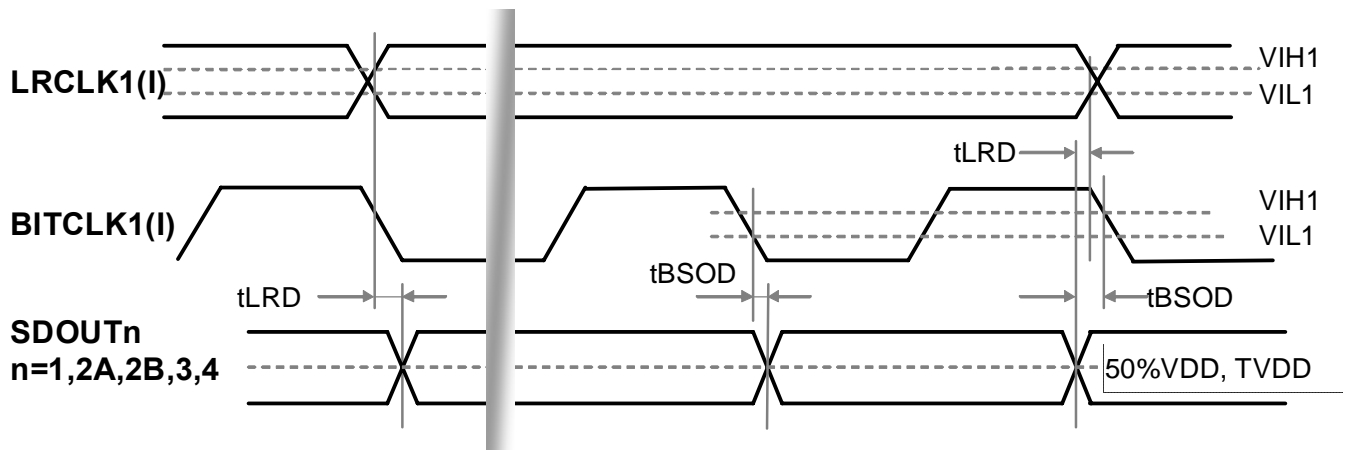 LRCLK1(I)
VIH1
VIL1
tLRD
BITCLK1(I)
VIH1
VIL1
tLRD
tBSOD
tBSOD
SDOUTn
n=1,2A,2B,3,4
50%VDD, TVDD